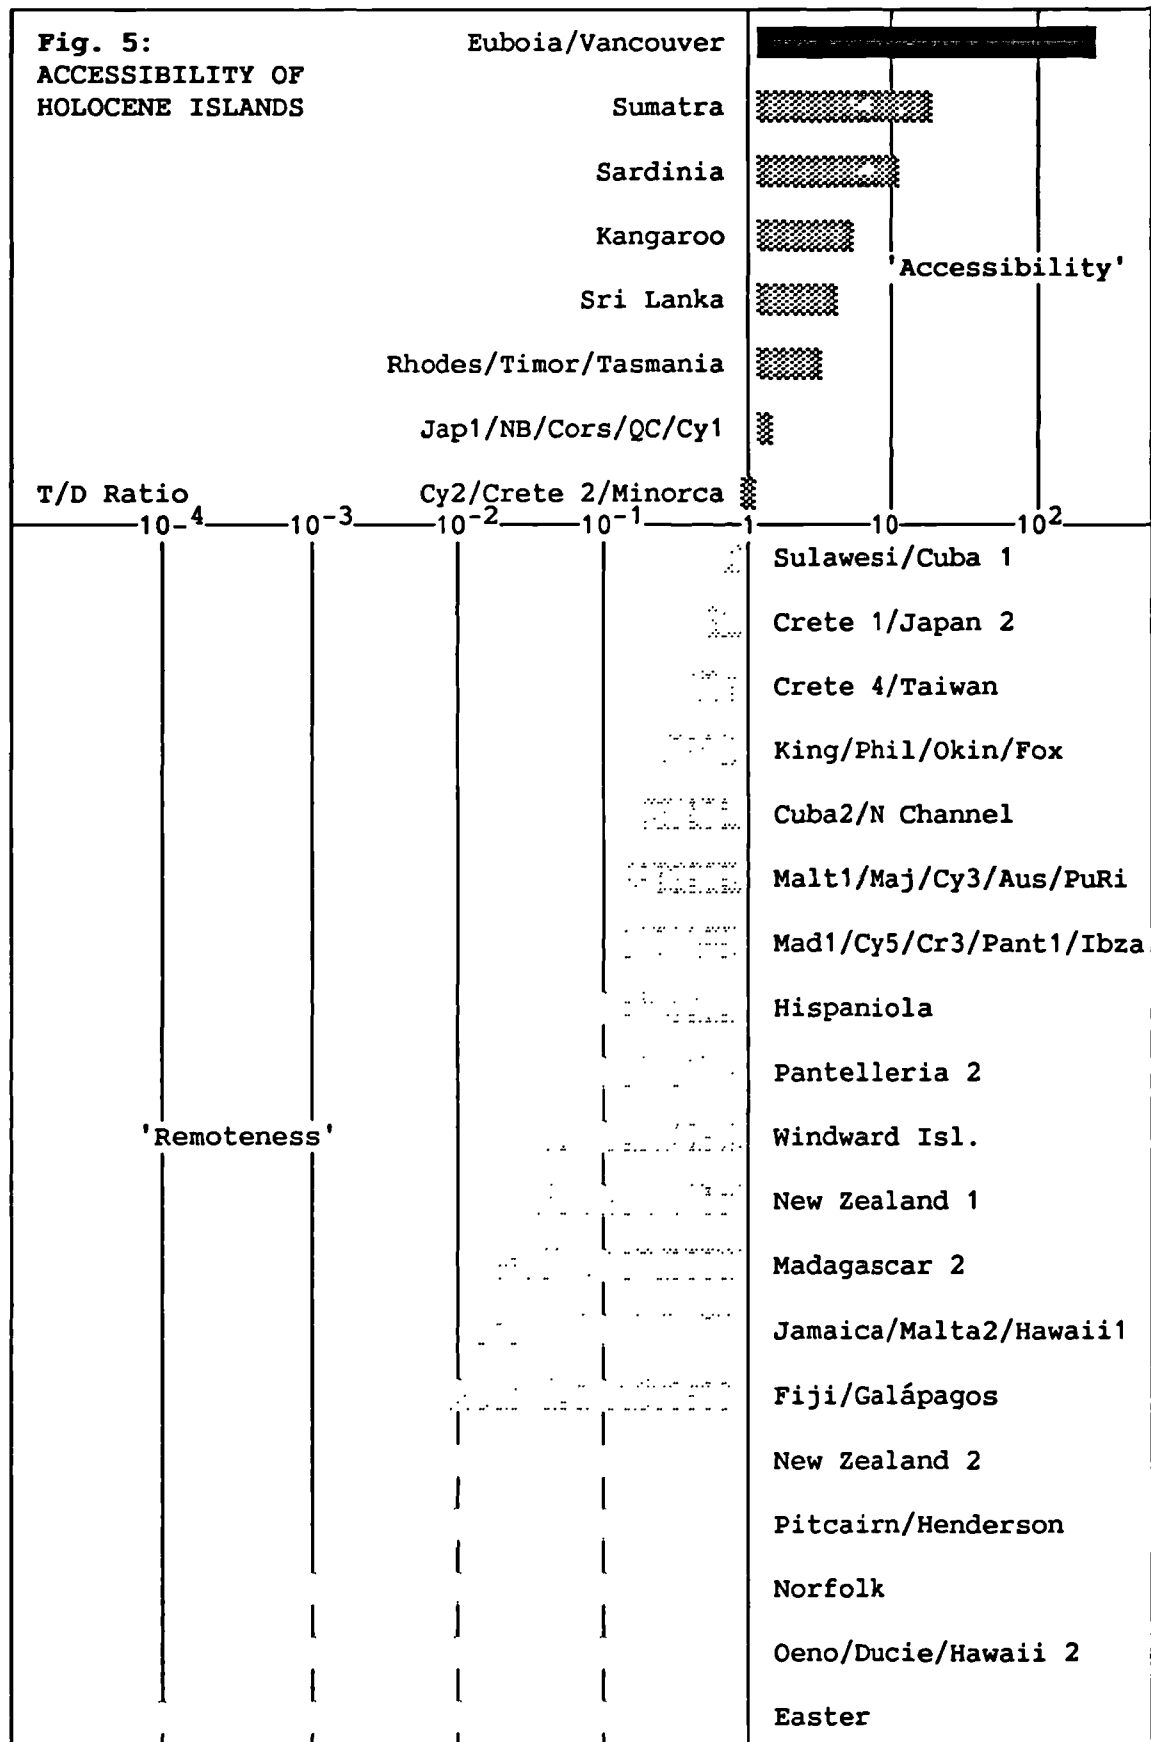 Fig. 5:
ACCESSIBILITY OF
HOLOCENE ISLANDS
Euboia/Vancouver
Sumatra
Sardinia
Kangaroo
'Accessibility'
Sri Lanka
Rhodes/Timor/Tasmania
Jap1/NB/Cors/QC/Cy1
T/D Ratio
Cy2/Crete 2/Minorca
10-4 10-3 10-2 10-1 1 10 102
Sulawesi/Cuba 1
Crete 1/Japan 2
Crete 4/Taiwan
King/Phil/Okin/Fox
Cuba2/N Channel
Malt1/Maj/Cy3/Aus/PuRi
Mad1/Cy5/Cr3/Pant1/Ibza
Hispaniola
Pantelleria 2
'Remoteness'
Windward Isl.
New Zealand 1
Madagascar 2
Jamaica/Malta2/Hawaii1
Fiji/Galápagos
New Zealand 2
Pitcairn/Henderson
Norfolk
Oeno/Ducie/Hawaii 2
Easter